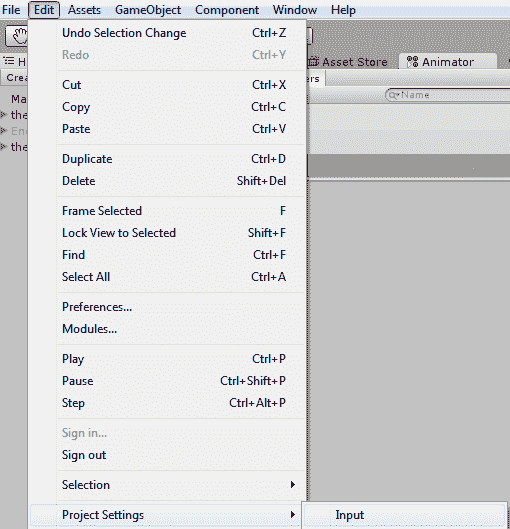 File Edit Assets GameObject Component Window Help
Undo Selection Change Ctrl+Z
Redo Ctrl+Y
Asset Store Animator
H
Crea
ers
Cut Ctrl+X
Name
Ma
Copy Ctrl+C
the
Paste Ctrl+V
En
the
Duplicate Ctrl+D
Delete Shift+Del
Frame Selected F
Lock View to Selected Shift+F
Find Ctrl+F
Select All Ctrl+A
Preferences...
Modules...
Play Ctrl+P
Pause Ctrl+Shift+P
Step Ctrl+Alt+P
Sign in...
Sign out
Selection
Project Settings Input